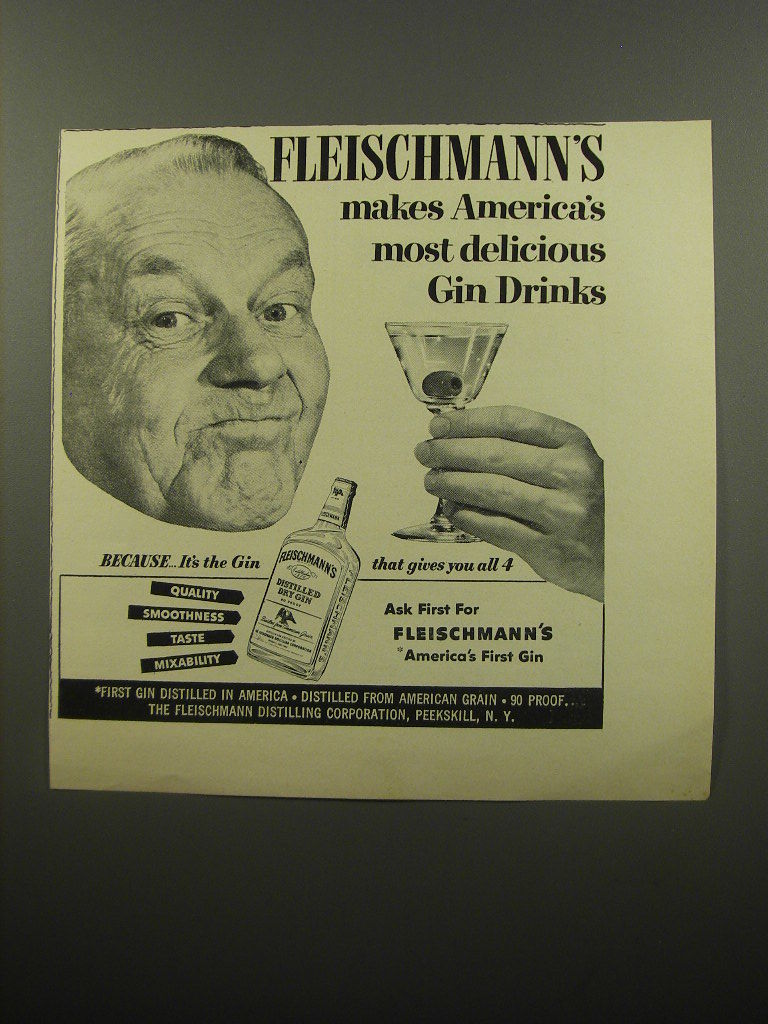 FLEISCHMANN'S
makes America's
most delicious
Gin Drinks
BECAUSE...It's the Gin
that gives you all 4
QUALITY
SMOOTHNESS
TASTE
MIXABILITY
FLEISCHMANN'S
DISTILLED
DRY GIN
90 PROOF
Ask First For
FLEISCHMANN'S
*America's First Gin
*FIRST GIN DISTILLED IN AMERICA • DISTILLED FROM AMERICAN GRAIN • 90 PROOF...
THE FLEISCHMANN DISTILLING CORPORATION, PEEKSKILL, N. Y.